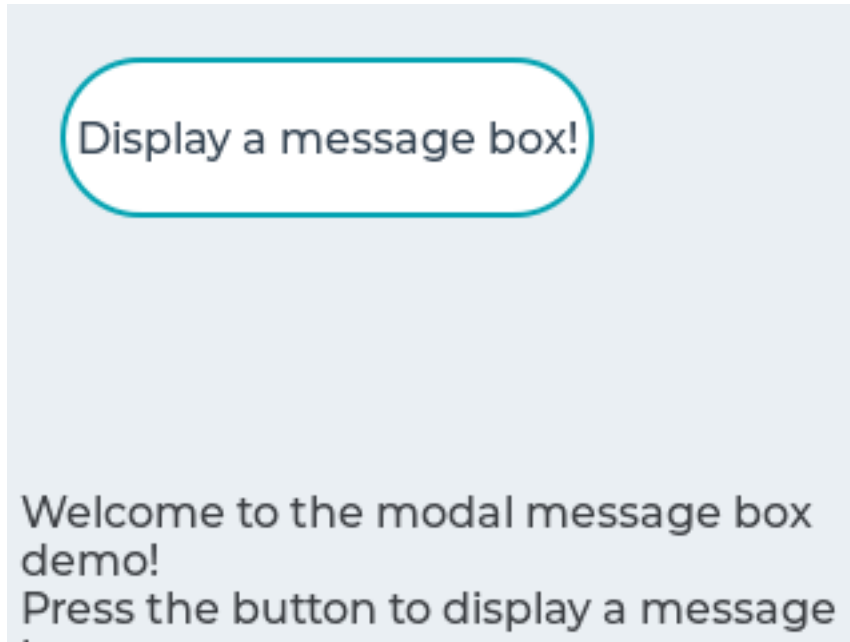 Display a message box!
Welcome to the modal message box
demo!
Press the button to display a message